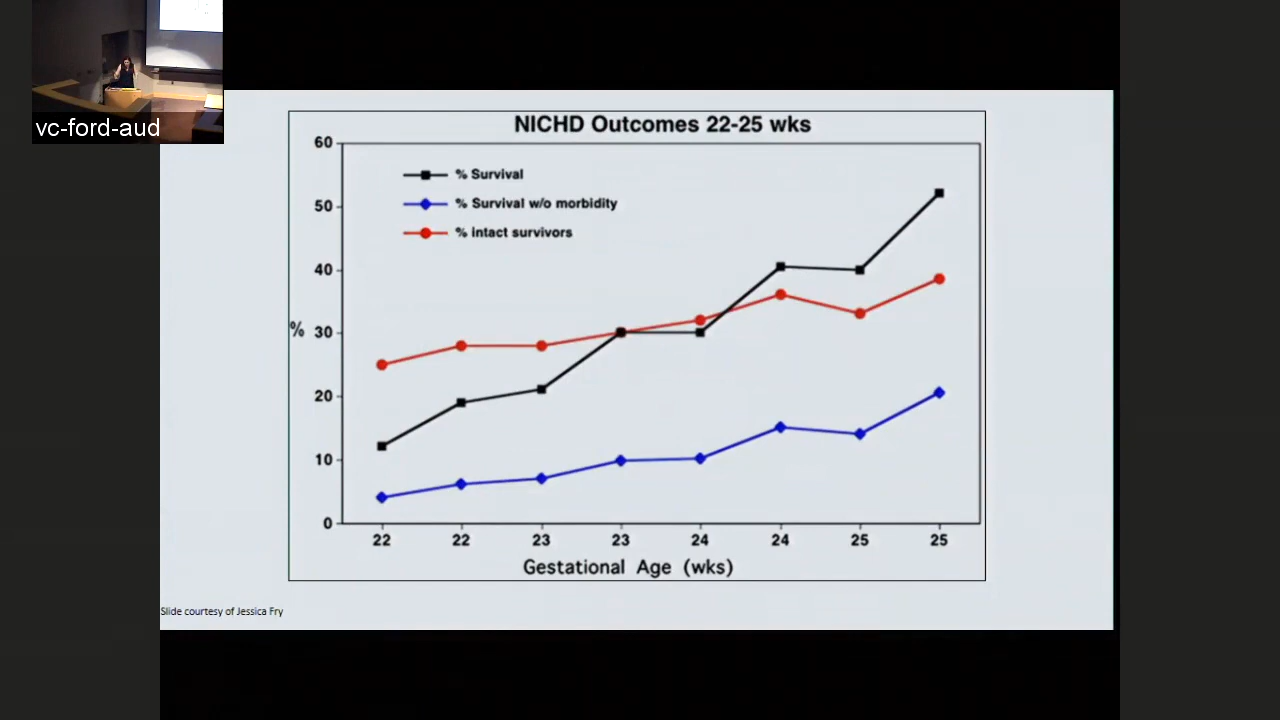 vc-ford-aud
NICHD Outcomes 22-25 wks
% Survival
% Survival w/o morbidity
% intact survivors
60
50
40
%
30
20
10
0
22 22 23 23 24 24 25 25
Gestational Age (wks)
Slide courtesy of Jessica Fry